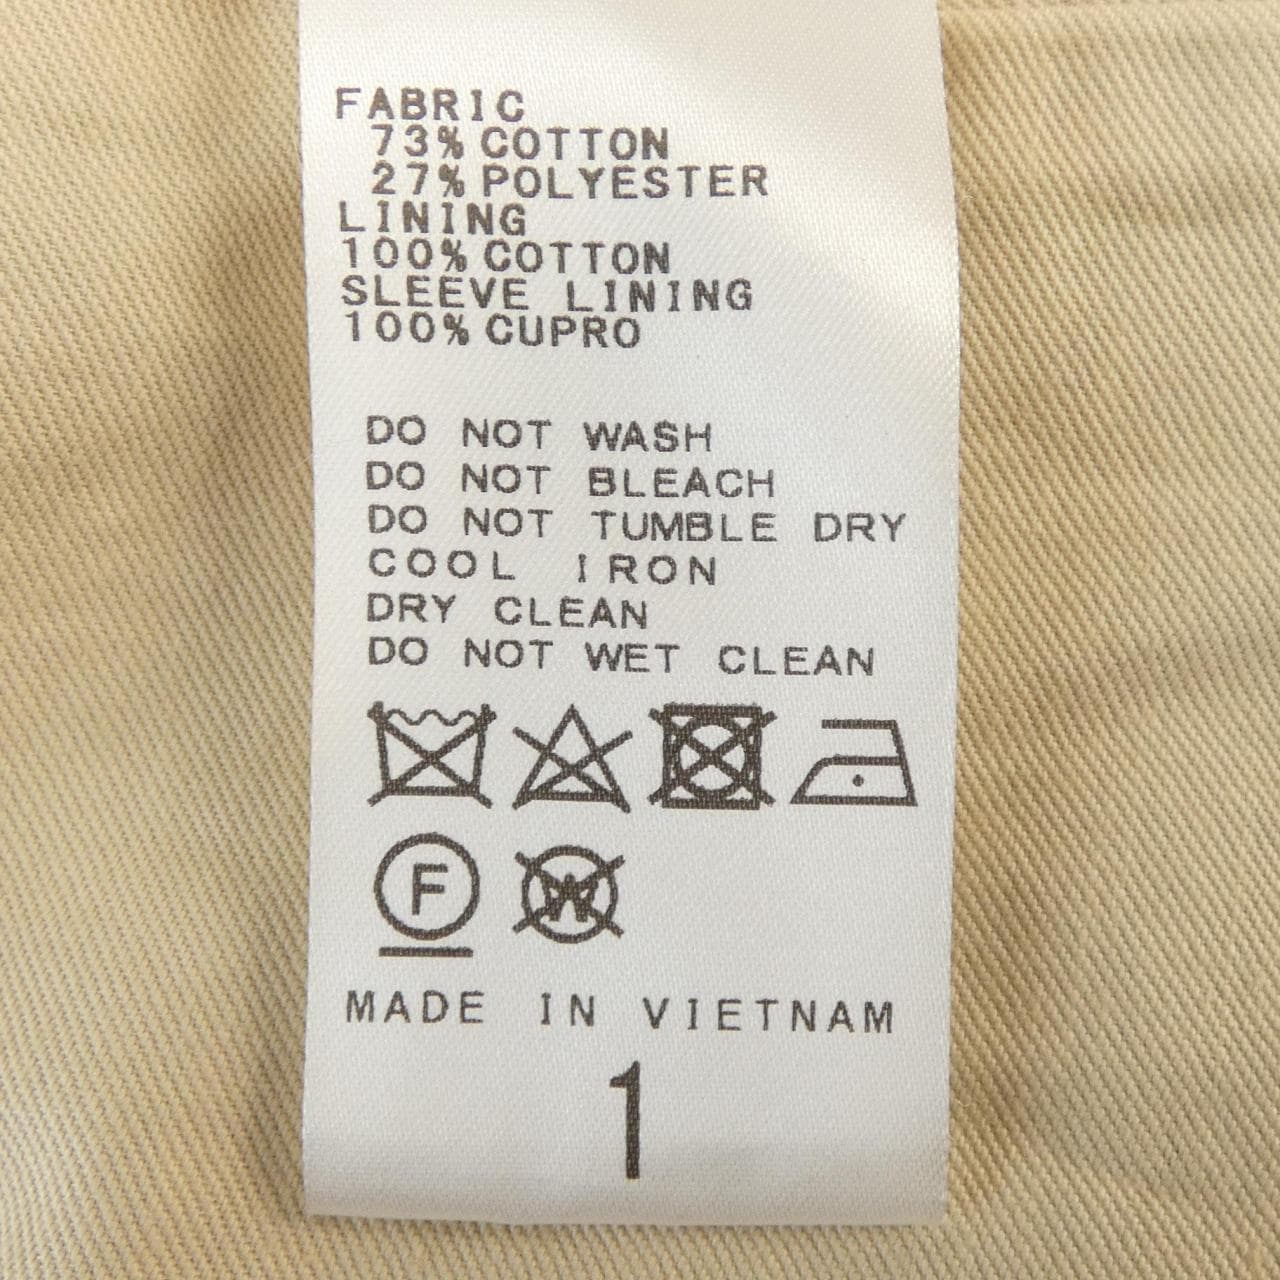 FABRIC
73% COTTON
27% POLYESTER
LINING
100% COTTON
SLEEVE LINING
100% CUPRO
DO NOT WASH
DO NOT BLEACH
DO NOT TUMBLE DRY
COOL IRON
DRY CLEAN
DO NOT WET CLEAN
F W
MADE IN VIETNAM
1